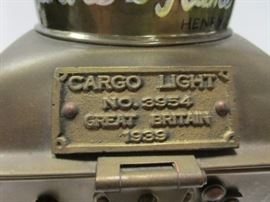 CARGO LIGHT
NO. 3954
GREAT BRITAIN
1939